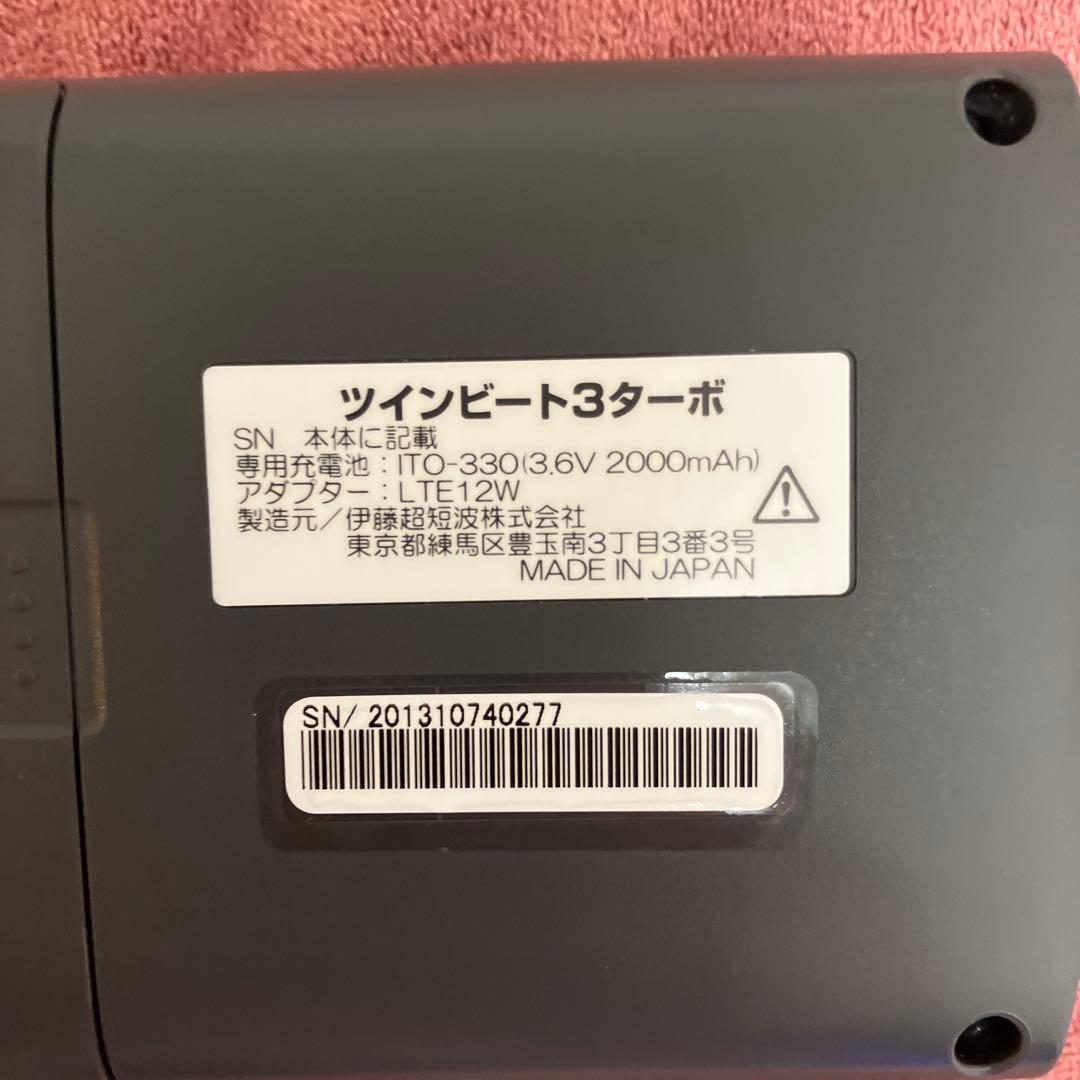 ツインビート3ターボ
SN 本体に記載
専用充電池：ITO-330(3.6V 2000mAh)
アダプター：LTE12W
製造元／伊藤超短波株式会社
東京都練馬区豊玉南3丁目3番3号
MADE IN JAPAN
SN/ 201310740277